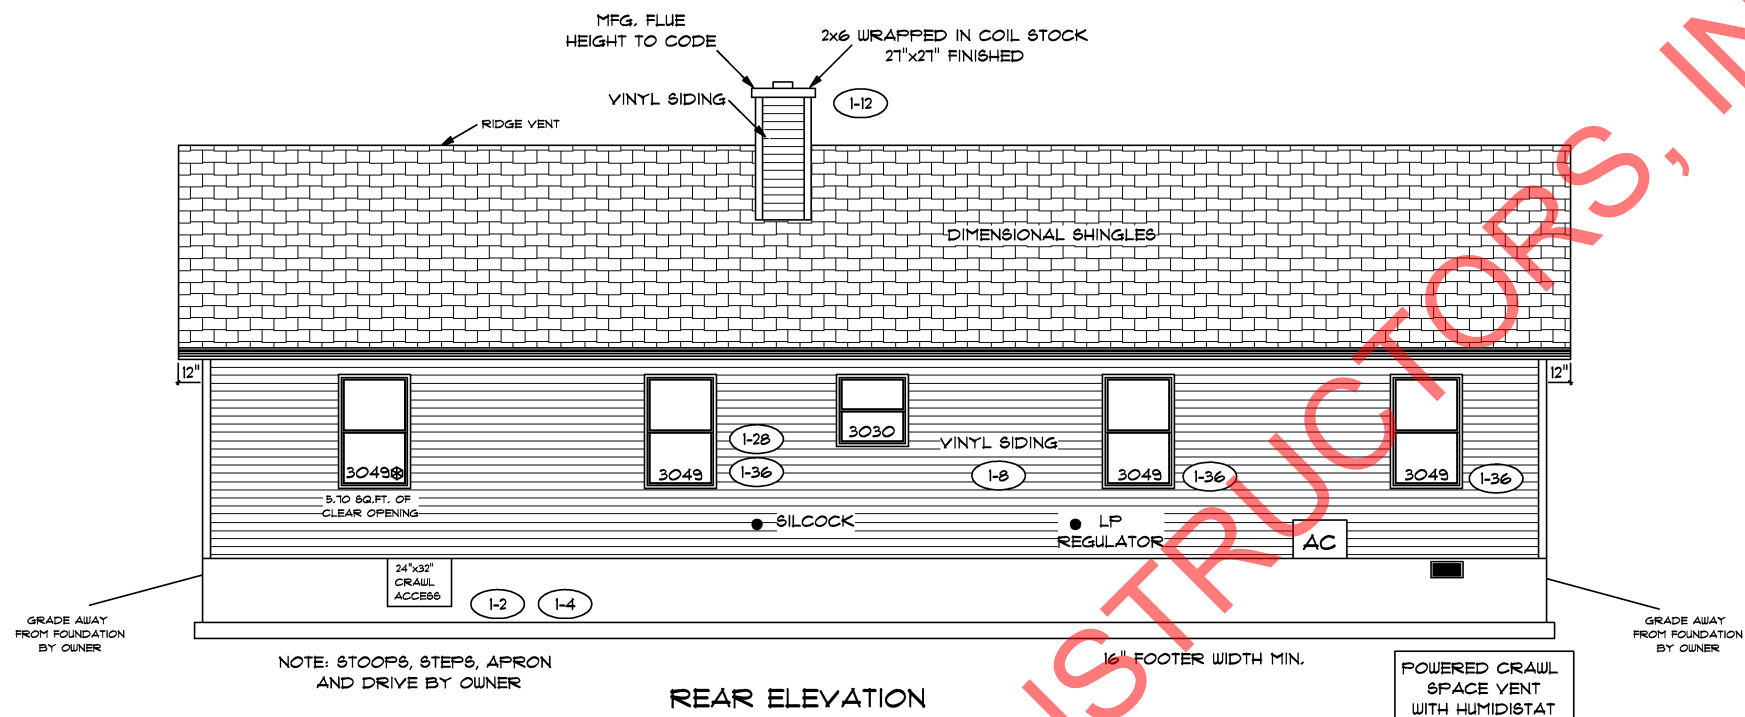 MFG. FLUE
HEIGHT TO CODE
2x6 WRAPPED IN COIL STOCK
27"x27" FINISHED
VINYL SIDING
1-12
RIDGE VENT
DIMENSIONAL SHINGLES
12"
12"
3049
3049
3030
3049
3049
1-28
1-36
VINYL SIDING
1-8
1-36
1-36
5.70 SQ.FT. OF
CLEAR OPENING
SILCOCK
LP
REGULATOR
AC
24"x32"
CRAWL
ACCESS
1-2
1-4
GRADE AWAY
FROM FOUNDATION
BY OWNER
GRADE AWAY
FROM FOUNDATION
BY OWNER
NOTE: STOOPS, STEPS, APRON
AND DRIVE BY OWNER
16" FOOTER WIDTH MIN.
REAR ELEVATION
POWERED CRAWL
SPACE VENT
WITH HUMIDISTAT
NSTRUCTORS, IN